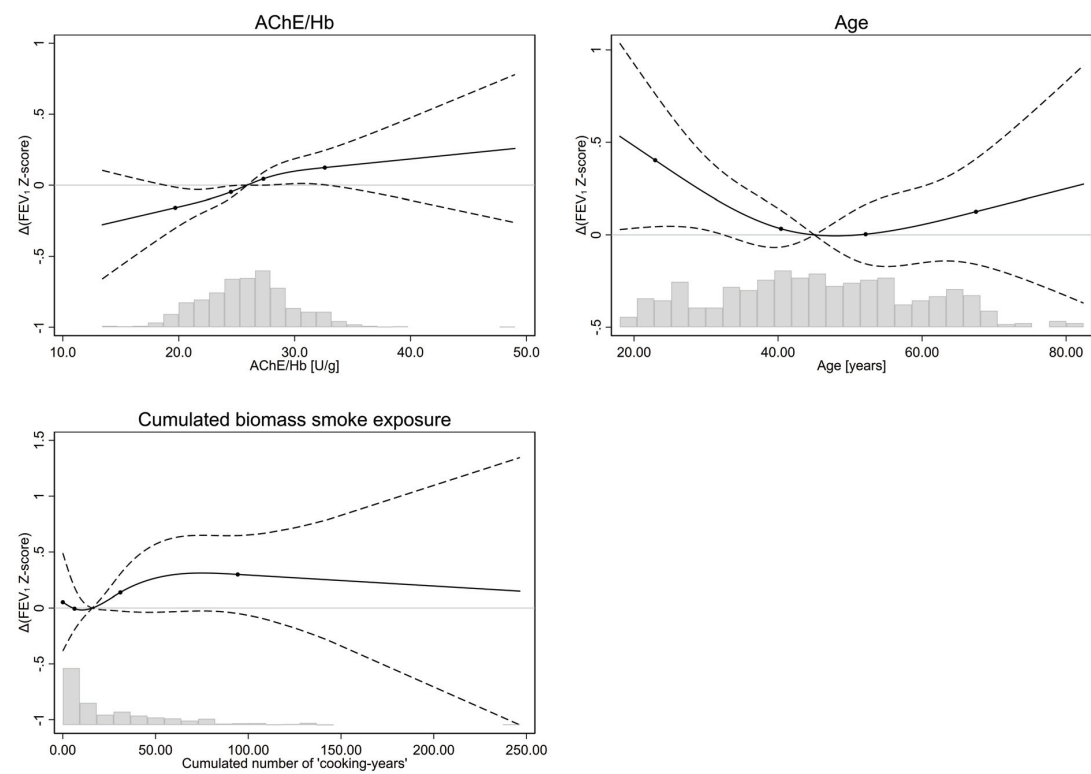 AChE/Hb
1
.5
0
-.5
-1
Δ(FEV₁ Z-score)
10.0 20.0 30.0 40.0 50.0
AChE/Hb [U/g]
Age
1
.5
0
-.5
Δ(FEV₁ Z-score)
20.00 40.00 60.00 80.00
Age [years]
Cumulated biomass smoke exposure
1.5
1
.5
0
-.5
-1
Δ(FEV₁ Z-score)
0.00 50.00 100.00 150.00 200.00 250.00
Cumulated number of 'cooking-years'